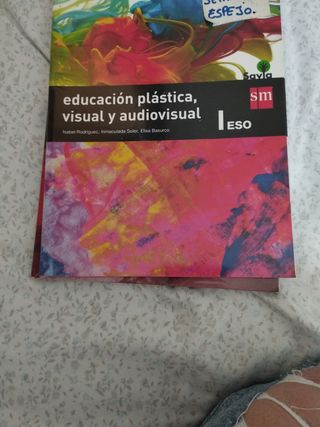 ESPEJO.
Savia
educación plástica,
visual y audiovisual
Isabel Rodríguez, Inmaculada Soler, Elisa Basurco
I ESO
sm